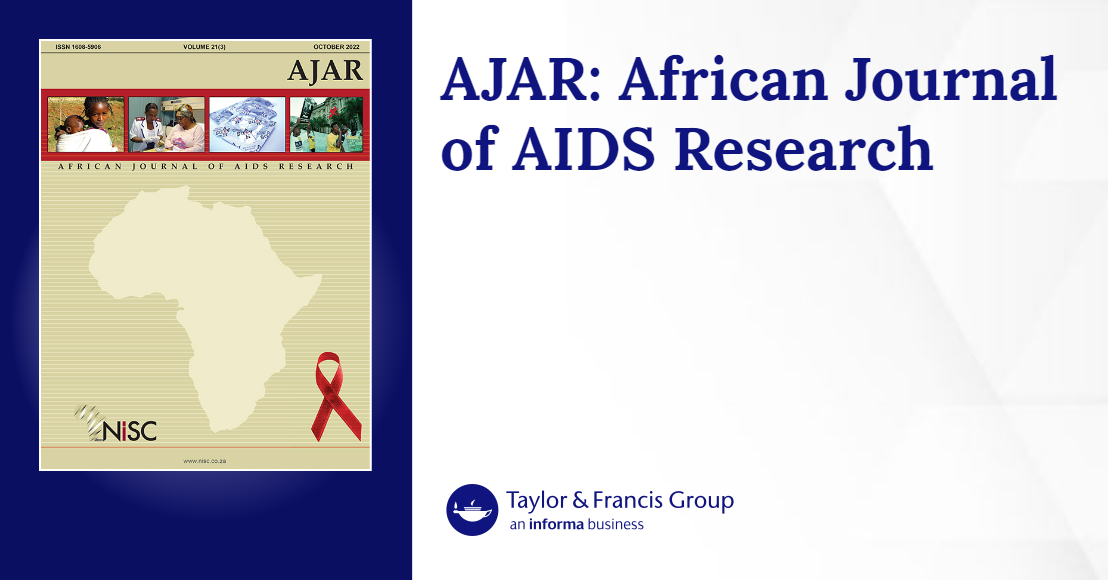 ISSN 1608-5906 VOLUME 21(3) OCTOBER 2022
AJAR
AFRICAN JOURNAL OF AIDS RESEARCH
NiSC
www.nisc.co.za
AJAR: African Journal
of AIDS Research
Taylor & Francis Group
an informa business